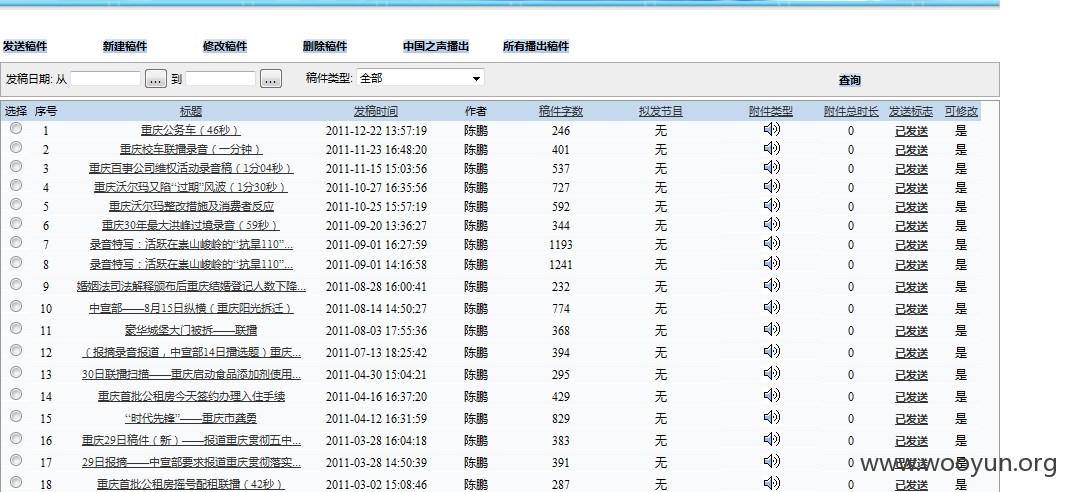 发送稿件 新建稿件 修改稿件 删除稿件 中国之声播出 所有播出稿件
发稿日期: 从 ... 到 ... 稿件类型: 全部 查询
选择 序号 标题 发稿时间 作者 稿件字数 拟发节目 附件类型 附件总时长 发送标志 可修改
1 重庆公务车（46秒） 2011-12-22 13:57:19 陈鹏 246 无 0 已发送 是
2 重庆校车联播录音（一分钟） 2011-11-23 16:48:20 陈鹏 401 无 0 已发送 是
3 重庆百事公司维权活动录音稿（1分04秒） 2011-11-15 15:03:56 陈鹏 537 无 0 已发送 是
4 重庆沃尔玛又陷“过期”风波（1分30秒） 2011-10-27 16:35:56 陈鹏 727 无 0 已发送 是
5 重庆沃尔玛整改措施及消费者反应 2011-10-25 15:57:19 陈鹏 592 无 0 已发送 是
6 重庆30年最大洪峰过境录音（59秒） 2011-09-20 13:36:27 陈鹏 344 无 0 已发送 是
7 录音特写：活跃在崇山峻岭的“抗旱110”... 2011-09-01 16:27:59 陈鹏 1193 无 0 已发送 是
8 录音特写：活跃在崇山峻岭的“抗旱110”... 2011-09-01 14:16:58 陈鹏 1241 无 0 已发送 是
9 婚姻法司法解释颁布后重庆结婚登记人数下降... 2011-08-28 16:00:41 陈鹏 232 无 0 已发送 是
10 中宣部——8月15日纵横（重庆阳光拆迁） 2011-08-14 14:50:27 陈鹏 774 无 0 已发送 是
11 豪华城堡大门被拆——联播 2011-08-03 17:55:36 陈鹏 368 无 0 已发送 是
12 （报摘录音报道，中宣部14日播选题）重庆... 2011-07-13 18:25:42 陈鹏 394 无 0 已发送 是
13 30日联播扫描——重庆启动食品添加剂使用... 2011-04-30 15:04:21 陈鹏 295 无 0 已发送 是
14 重庆首批公租房今天签约办理入住手续 2011-04-16 16:37:20 陈鹏 429 无 0 已发送 是
15 “时代先锋”——重庆市龚勇 2011-04-12 16:31:59 陈鹏 829 无 0 已发送 是
16 重庆29日稿件（新）——报道重庆贯彻五中... 2011-03-28 16:04:18 陈鹏 383 无 0 已发送 是
17 29日报摘——中宣部要求报道重庆贯彻落实... 2011-03-28 14:50:39 陈鹏 391 无 0 已发送 是
www.wooyun.org
18 重庆首批公租房摇号配租联播（42秒） 2011-03-02 15:08:46 陈鹏 287 无 0 已发送 是